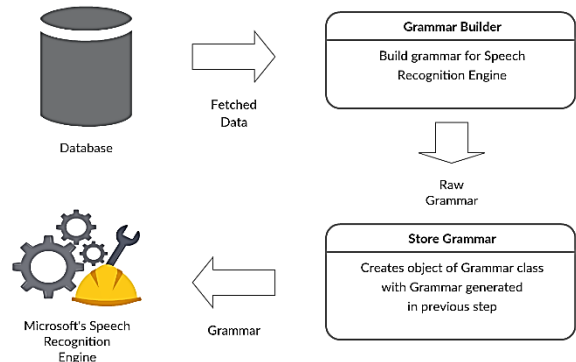 Grammar Builder
Build grammar for Speech
Recognition Engine
Fetched
Data
Database
Raw
Grammar
Store Grammar
Creates object of Grammar class
with Grammar generated
in previous step
Grammar
Microsoft's Speech
Recognition
Engine